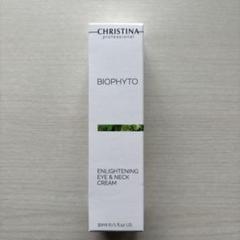 CHRISTINA
professional
BIOPHYTO
ENLIGHTENING
EYE & NECK
CREAM